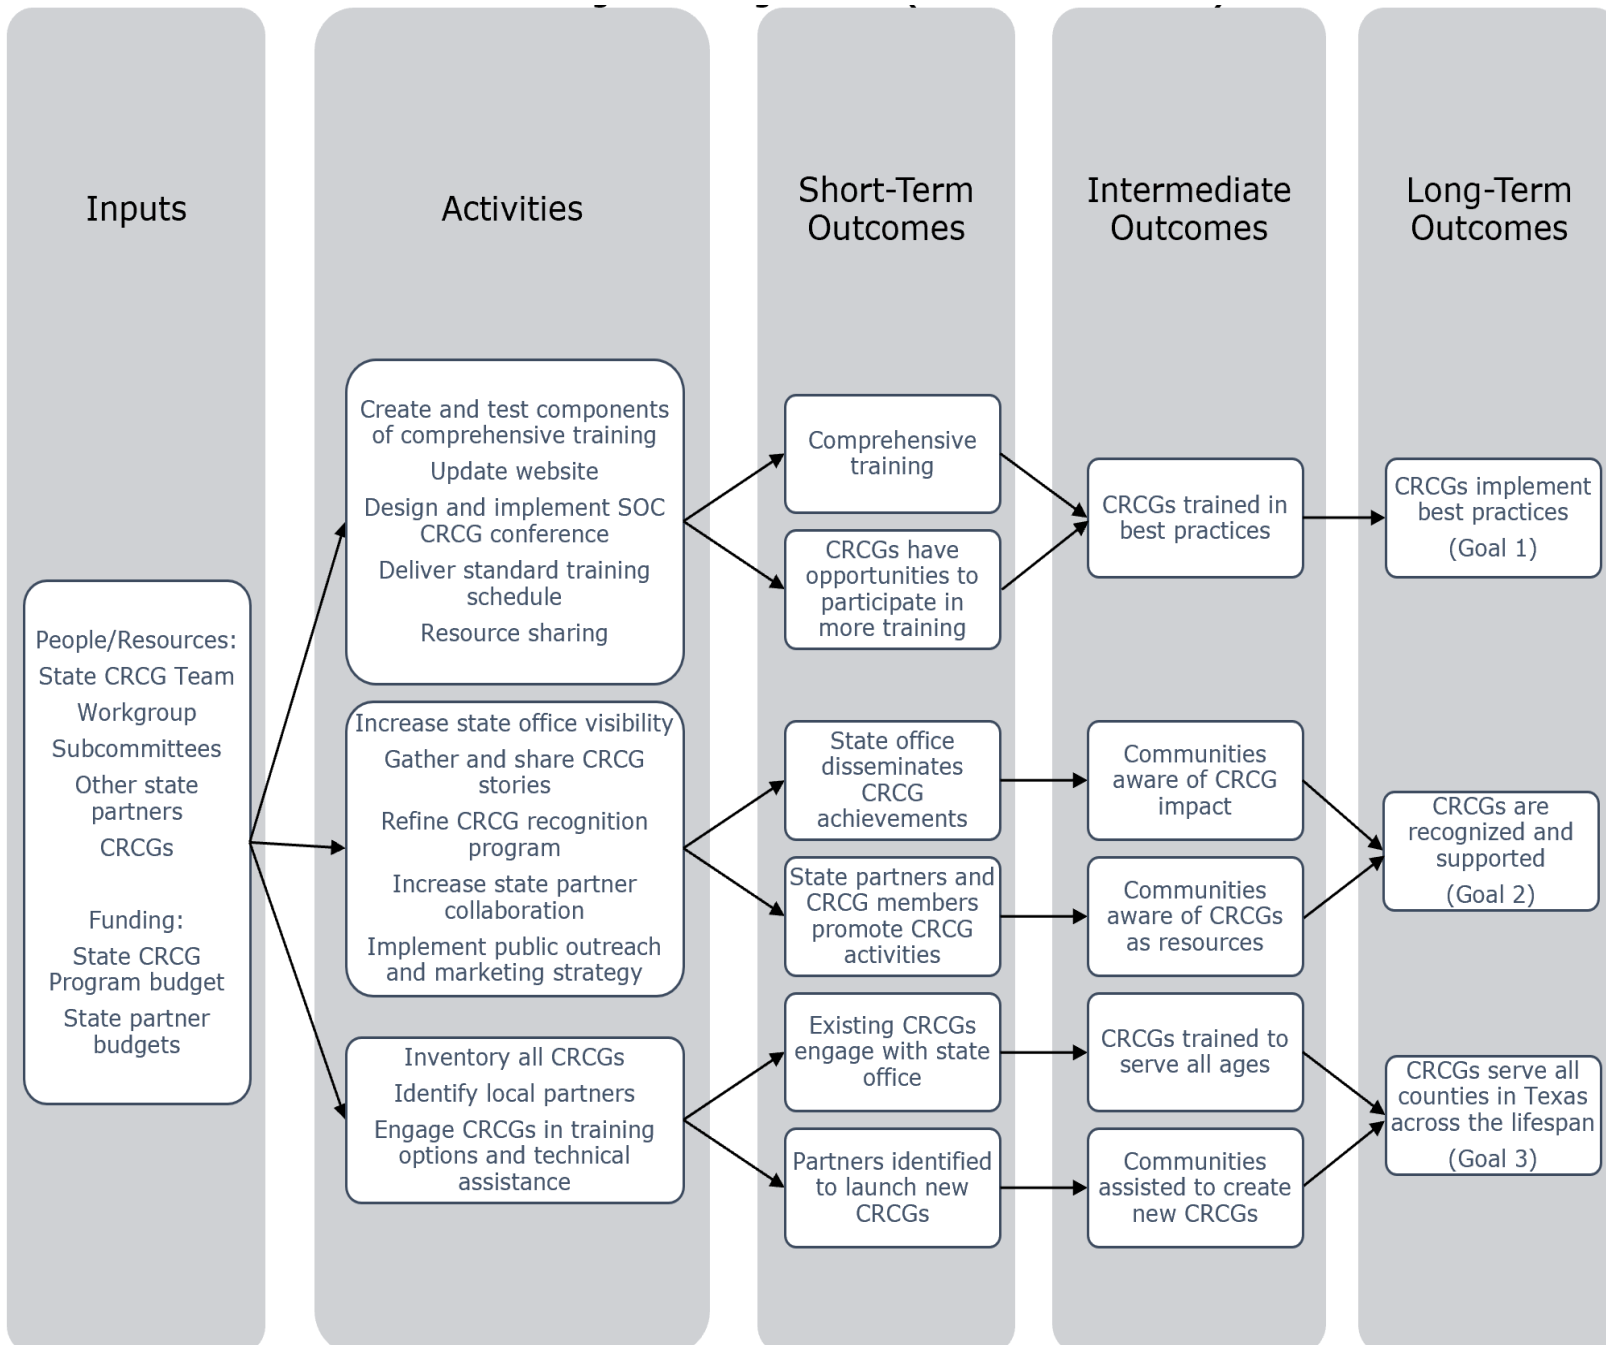 Inputs
Activities
Short-Term
Outcomes
Intermediate
Outcomes
Long-Term
Outcomes
People/Resources:
State CRCG Team
Workgroup
Subcommittees
Other state
partners
CRCGs
Funding:
State CRCG
Program budget
State partner
budgets
Create and test components
of comprehensive training
Update website
Design and implement SOC
CRCG conference
Deliver standard training
schedule
Resource sharing
Increase state office visibility
Gather and share CRCG
stories
Refine CRCG recognition
program
Increase state partner
collaboration
Implement public outreach
and marketing strategy
Inventory all CRCGs
Identify local partners
Engage CRCGs in training
options and technical
assistance
Comprehensive
training
CRCGs have
opportunities to
participate in
more training
State office
disseminates
CRCG
achievements
State partners and
CRCG members
promote CRCG
activities
Existing CRCGs
engage with state
office
Partners identified
to launch new
CRCGs
CRCGs trained in
best practices
Communities
aware of CRCG
impact
Communities
aware of CRCGs
as resources
CRCGs trained to
serve all ages
Communities
assisted to create
new CRCGs
CRCGs implement
best practices
(Goal 1)
CRCGs are
recognized and
supported
(Goal 2)
CRCGs serve all
counties in Texas
across the lifespan
(Goal 3)